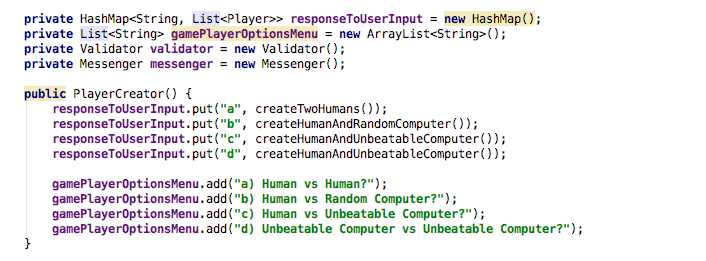 private HashMap<String, List<Player>> responseToUserInput = new HashMap();
private List<String> gamePlayerOptionsMenu = new ArrayList<String>();
private Validator validator = new Validator();
private Messenger messenger = new Messenger();
public PlayerCreator() {
responseToUserInput.put("a", createTwoHumans());
responseToUserInput.put("b", createHumanAndRandomComputer());
responseToUserInput.put("c", createHumanAndUnbeatableComputer());
responseToUserInput.put("d", createHumanAndUnbeatableComputer());
gamePlayerOptionsMenu.add("a) Human vs Human?");
gamePlayerOptionsMenu.add("b) Human vs Random Computer?");
gamePlayerOptionsMenu.add("c) Human vs Unbeatable Computer?");
gamePlayerOptionsMenu.add("d) Unbeatable Computer vs Unbeatable Computer?");
}